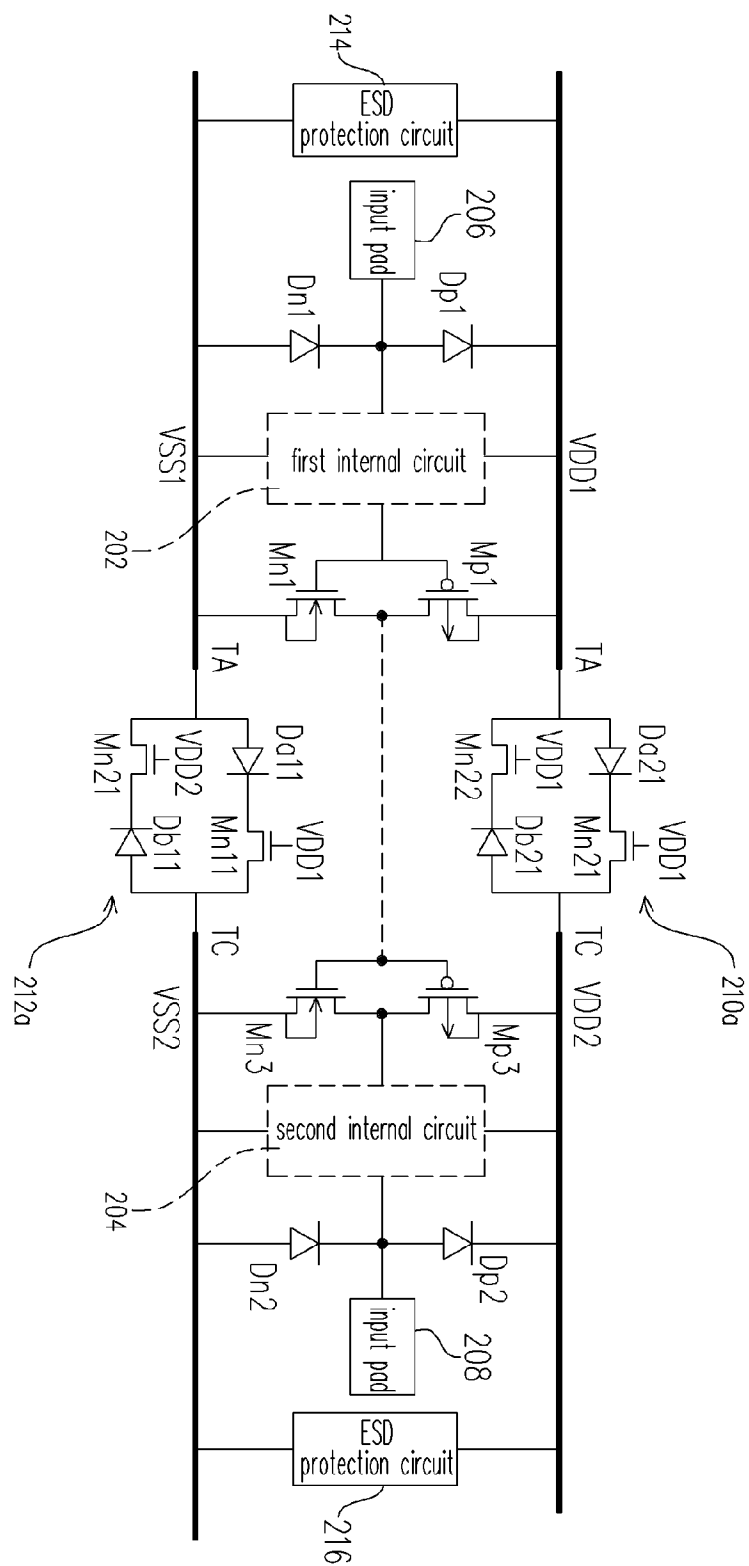 214
ESD
protection circuit
206
input pad
Dn1
Dp1
VSS1
VDD1
first internal circuit
202
Mn1
Mp1
TA
TA
Da11
VDD2
Mn21
Db11
Mn11
VDD1
212a
Da21
VDD1
Mn22
Db21
Mn21
VDD1
210a
TC
TC
VSS2
VDD2
Mn3
Mp3
second internal circuit
204
Dn2
Dp2
208
input pad
ESD
protection circuit
216